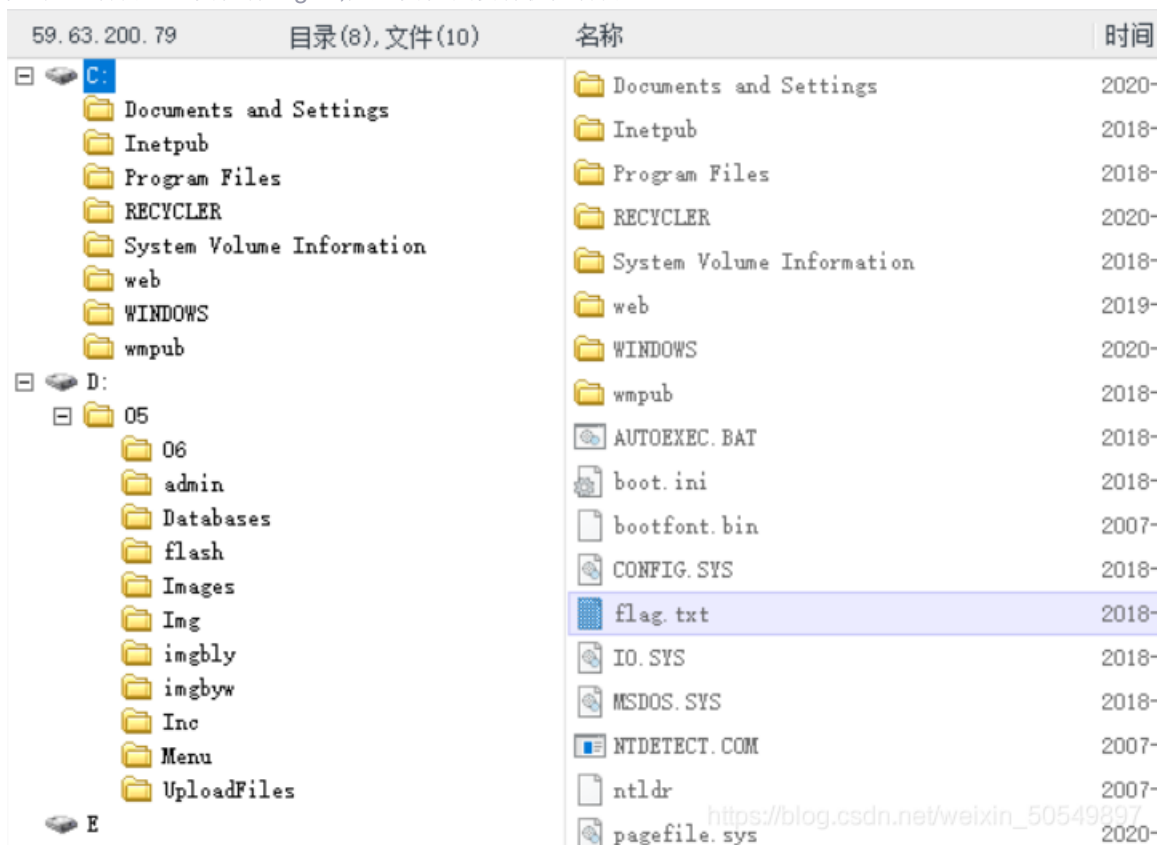 59.63.200.79 目录(8),文件(10) 名称 时间
C:
Documents and Settings
Inetpub
Program Files
RECYCLER
System Volume Information
web
WINDOWS
wmpub
D:
05
06
admin
Databases
flash
Images
Img
imgbly
imgbyw
Inc
Menu
UploadFiles
E
Documents and Settings 2020-
Inetpub 2018-
Program Files 2018-
RECYCLER 2020-
System Volume Information 2018-
web 2019-
WINDOWS 2020-
wmpub 2018-
AUTOEXEC.BAT 2018-
boot.ini 2018-
bootfont.bin 2007-
CONFIG.SYS 2018-
flag.txt 2018-
IO.SYS 2018-
MSDOS.SYS 2018-
NTDETECT.COM 2007-
ntldr 2007-
pagefile.sys 2020-
https://blog.csdn.net/weixin_50549897